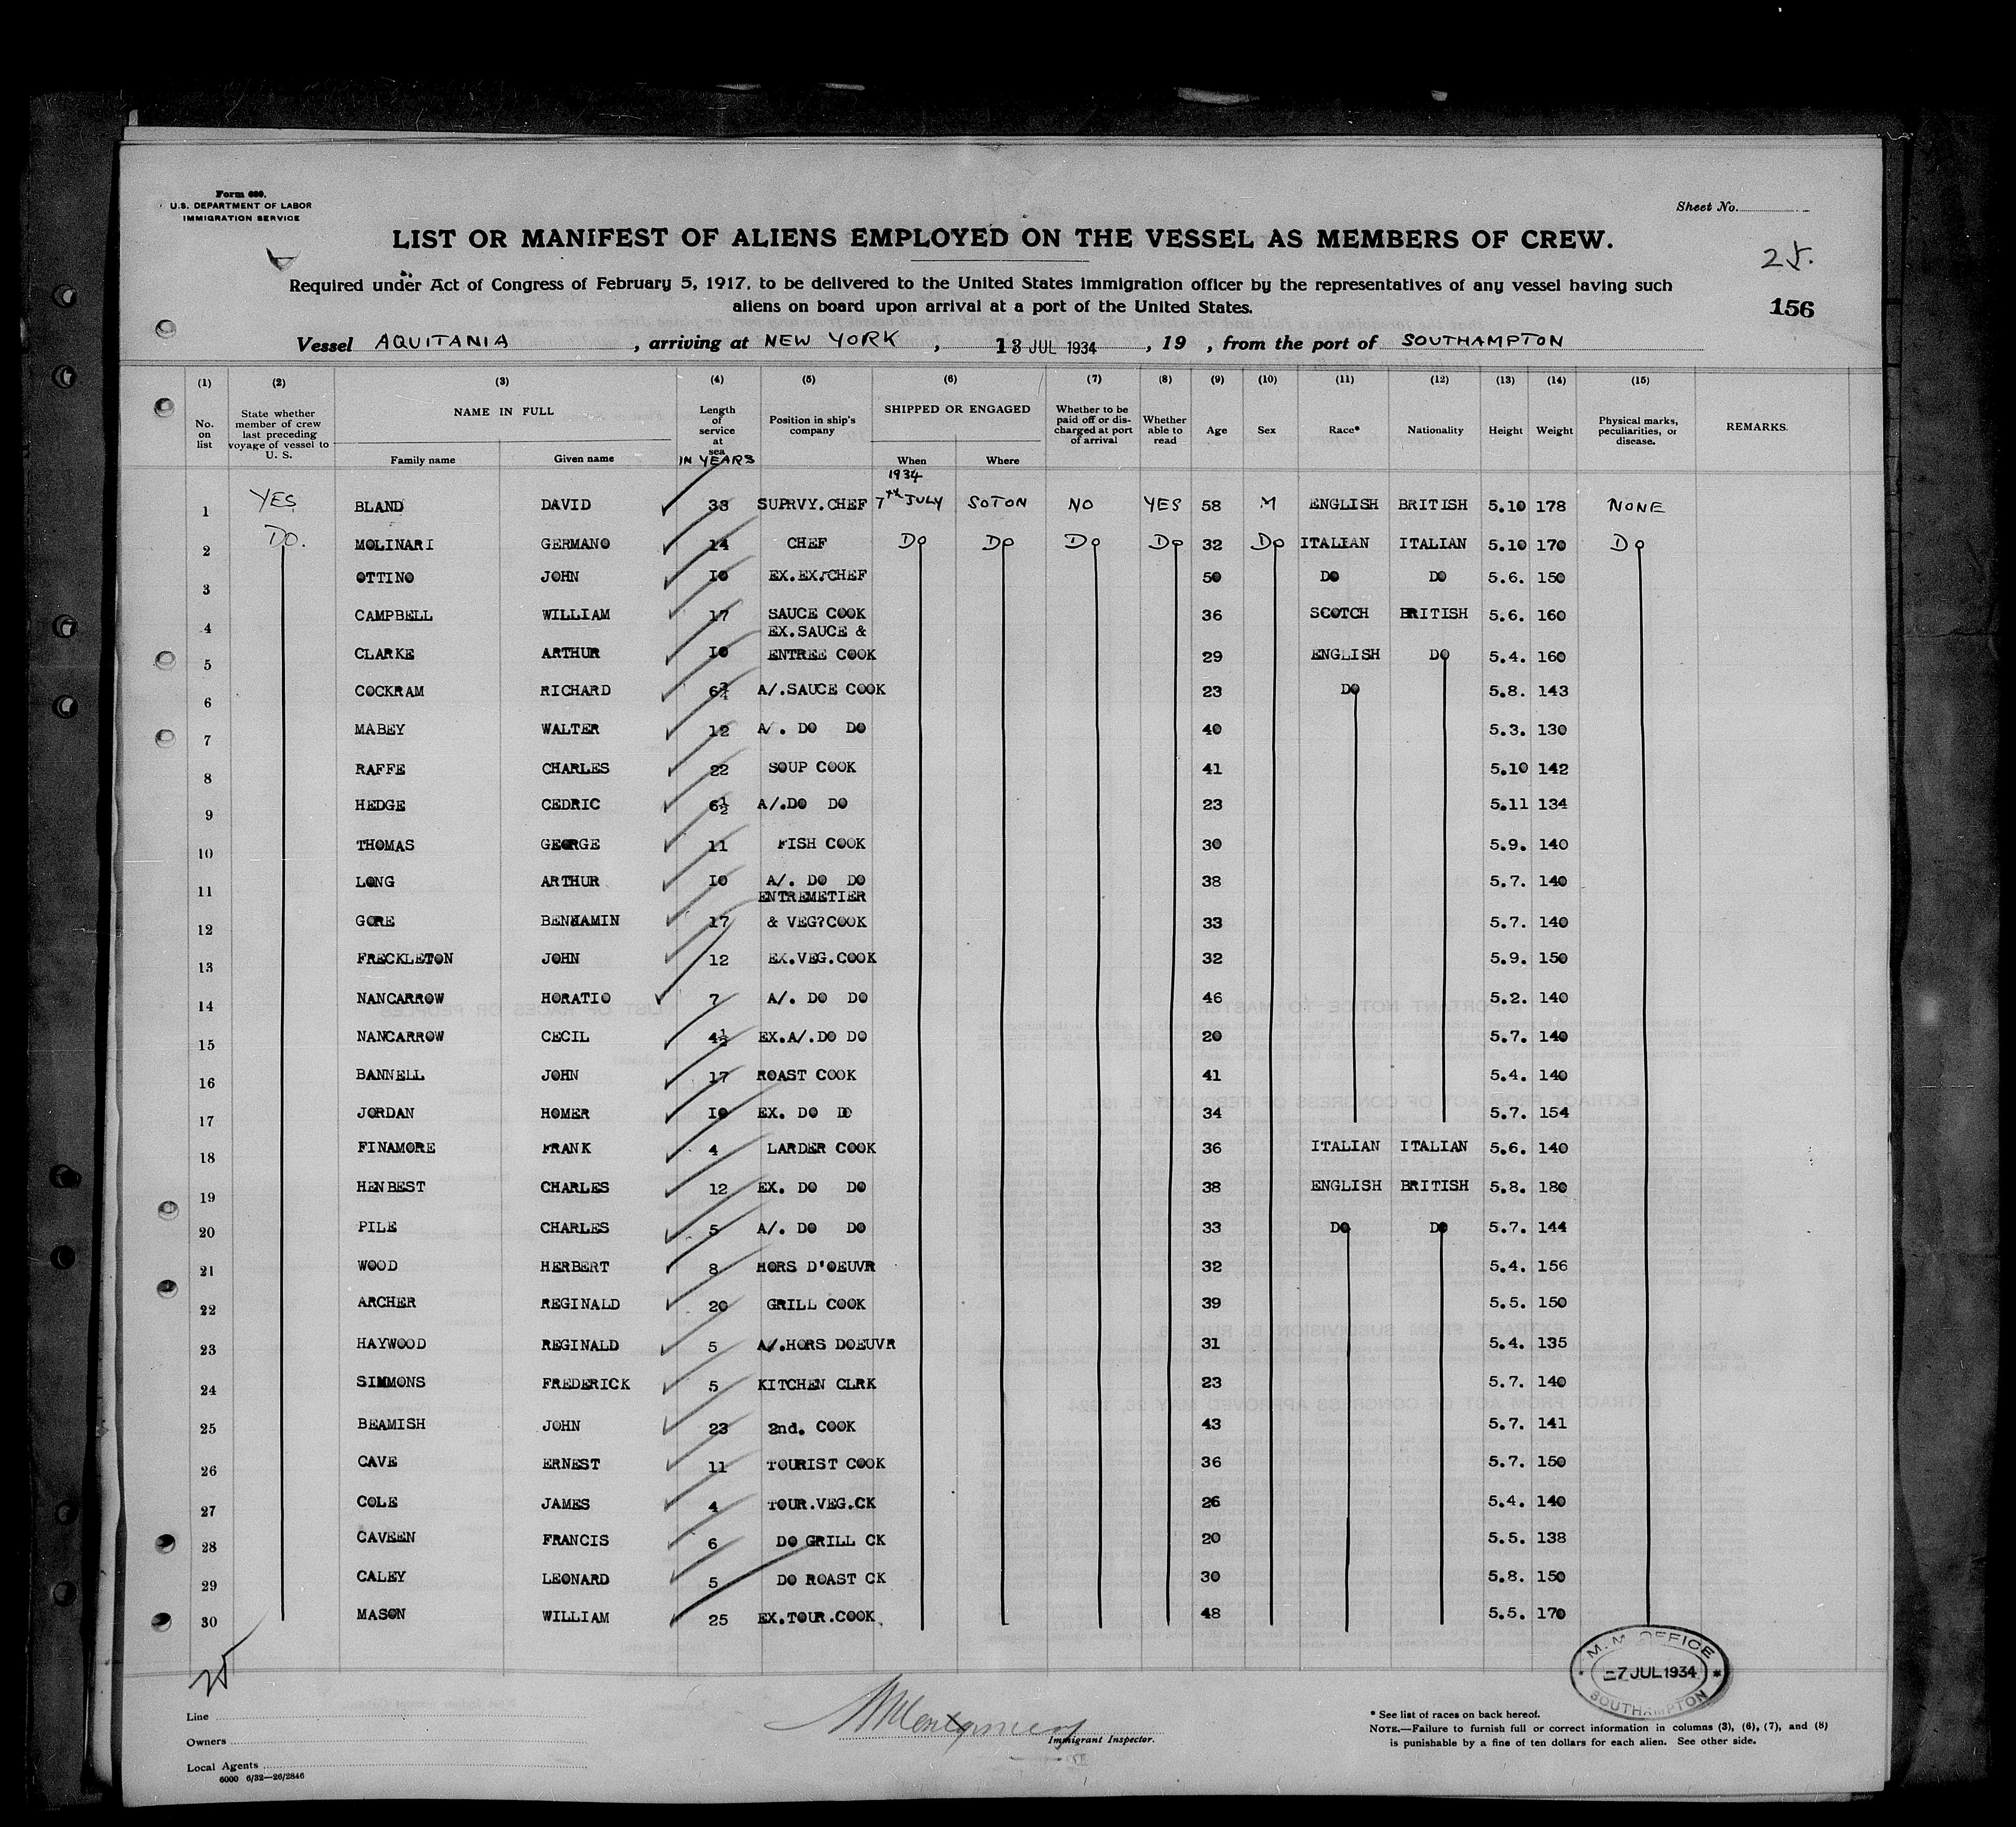 Form 680.
U.S. DEPARTMENT OF LABOR
IMMIGRATION SERVICE
Sheet No.
LIST OR MANIFEST OF ALIENS EMPLOYED ON THE VESSEL AS MEMBERS OF CREW.
25.
Required under Act of Congress of February 5, 1917, to be delivered to the United States immigration officer by the representatives of any vessel having such
aliens on board upon arrival at a port of the United States.
156
Vessel AQUITANIA, arriving at NEW YORK, 13 JUL 1934, 19 , from the port of SOUTHAMPTON
(1) (2) (3) (4) (5) (6) (7) (8) (9) (10) (11) (12) (13) (14) (15)
No. on list State whether member of crew last preceding voyage of vessel to U. S. NAME IN FULL Family name Given name Length of service at sea IN YEARS Position in ship's company SHIPPED OR ENGAGED When Where Whether to be paid off or discharged at port of arrival Whether able to read Age Sex Race* Nationality Height Weight Physical marks, peculiarities, or disease. REMARKS.
1934
1 YES BLAND DAVID 33 SUPRVY.CHEF 7TH JULY SOTON NO YES 58 M ENGLISH BRITISH 5.10 178 NONE
2 DO. MOLINARI GERMANO 14 CHEF DO DO DO DO 32 DO ITALIAN ITALIAN 5.10 170 DO
3 OTTINO JOHN 10 EX.EX.CHEF 50 DO DO 5.6. 150
4 CAMPBELL WILLIAM 17 SAUCE COOK 36 SCOTCH BRITISH 5.6. 160
EX.SAUCE &
5 CLARKE ARTHUR 10 ENTREE COOK 29 ENGLISH DO 5.4. 160
6 COCKRAM RICHARD 6¾ A/.SAUCE COOK 23 DO 5.8. 143
7 MABEY WALTER 12 A/. DO DO 40 5.3. 130
8 RAFFE CHARLES 22 SOUP COOK 41 5.10 142
9 HEDGE CEDRIC 6½ A/.DO DO 23 5.11 134
10 THOMAS GEORGE 11 FISH COOK 30 5.9. 140
11 LONG ARTHUR 10 A/. DO DO 38 5.7. 140
ENTREMETIER
12 GORE BENHAMIN 17 & VEG?COOK 33 5.7. 140
13 FRECKLETON JOHN 12 EX.VEG.COOK 32 5.9. 150
14 NANCARROW HORATIO 7 A/. DO DO 46 5.2. 140
15 NANCARROW CECIL 4½ EX.A/.DO DO 20 5.7. 140
16 BANNELL JOHN 17 ROAST COOK 41 5.4. 140
17 JORDAN HOMER 10 EX. DO DO 34 5.7. 154
18 FINAMORE FRANK 4 LARDER COOK 36 ITALIAN ITALIAN 5.6. 140
19 HENBEST CHARLES 12 EX. DO DO 38 ENGLISH BRITISH 5.8. 180
20 PILE CHARLES 5 A/. DO DO 33 DO DO 5.7. 144
21 WOOD HERBERT 8 HORS D'OEUVR 32 5.4. 156
22 ARCHER REGINALD 20 GRILL COOK 39 5.5. 150
23 HAYWOOD REGINALD 5 A/.HORS DOEUVR 31 5.4. 135
24 SIMMONS FREDERICK 5 KITCHEN CLRK 23 5.7. 140
25 BEAMISH JOHN 23 2nd. COOK 43 5.7. 141
26 CAVE ERNEST 11 TOURIST COOK 36 5.7. 150
27 COLE JAMES 4 TOUR.VEG.CK 26 5.4. 140
28 CAVEEN FRANCIS 6 DO GRILL CK 20 5.5. 138
29 CALEY LEONARD 5 DO ROAST CK 30 5.8. 150
30 MASON WILLIAM 25 EX.TOUR.COOK. 48 5.5. 170
M.M. OFFICE
-7 JUL 1934 *
SOUTHAMPTON
25
Line
Owners
Local Agents
6000 6/32—26/2846
Immigrant Inspector.
* See list of races on back hereof.
NOTE.—Failure to furnish full or correct information in columns (3), (6), (7), and (8)
is punishable by a fine of ten dollars for each alien. See other side.